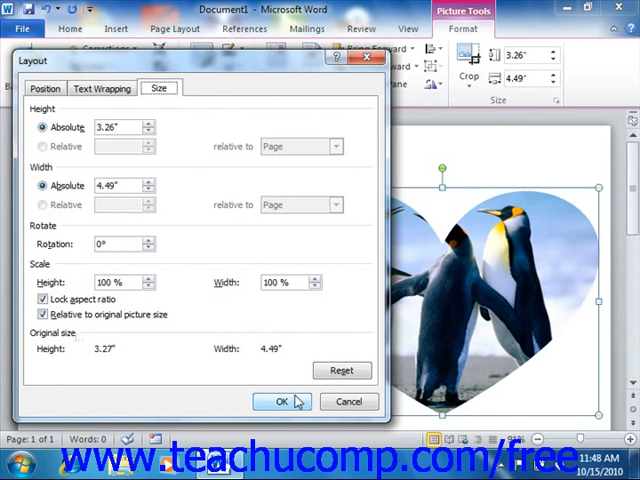 Document1 - Microsoft Word
Picture Tools
File Home Insert Page Layout References Mailings Review View Format
Corrections
Bring Forward
3.26"
Crop
4.49"
Size
Layout
Position Text Wrapping Size
Height
Absolute 3.26"
Relative relative to Page
Width
Absolute 4.49"
Relative relative to Page
Rotate
Rotation: 0°
Scale
Height: 100 % Width: 100 %
Lock aspect ratio
Relative to original picture size
Original size
Height: 3.27" Width: 4.49"
Reset
OK Cancel
Page: 1 of 1 Words: 0 91%
www.teachucomp.com/free
11:48 AM
10/15/2010